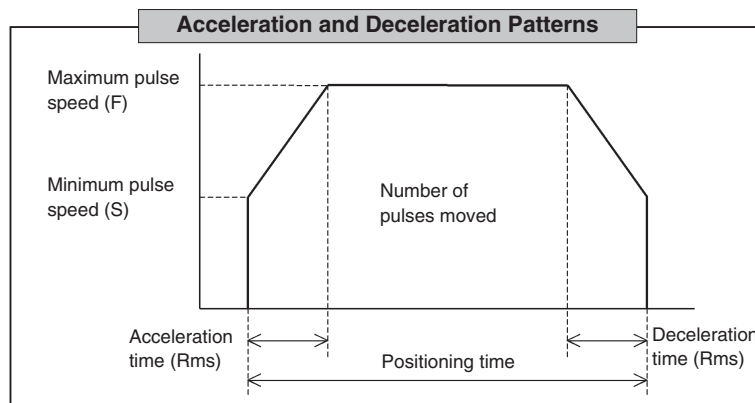 Acceleration and Deceleration Patterns
Maximum pulse
speed (F)
Minimum pulse
speed (S)
Number of
pulses moved
Acceleration
time (Rms)
Deceleration
time (Rms)
Positioning time